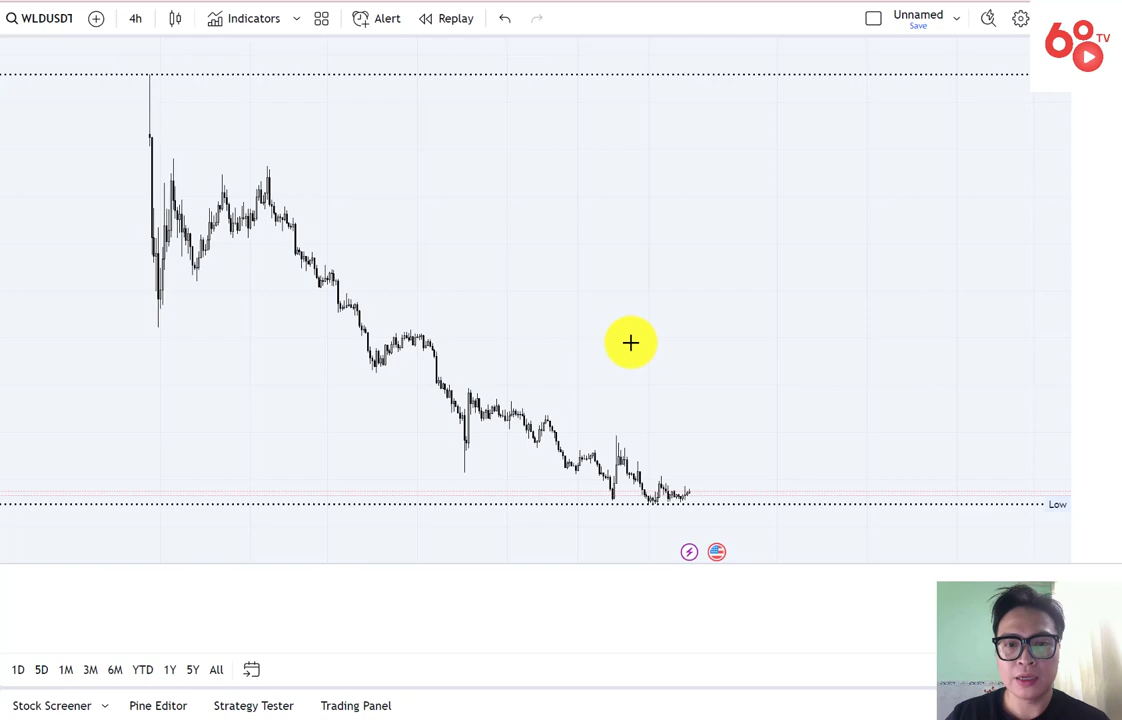 WLDUSDT
4h
Indicators
Alert
Replay
Unnamed
Save
60 TV
Low
1D 5D 1M 3M 6M YTD 1Y 5Y All
Stock Screener
Pine Editor
Strategy Tester
Trading Panel